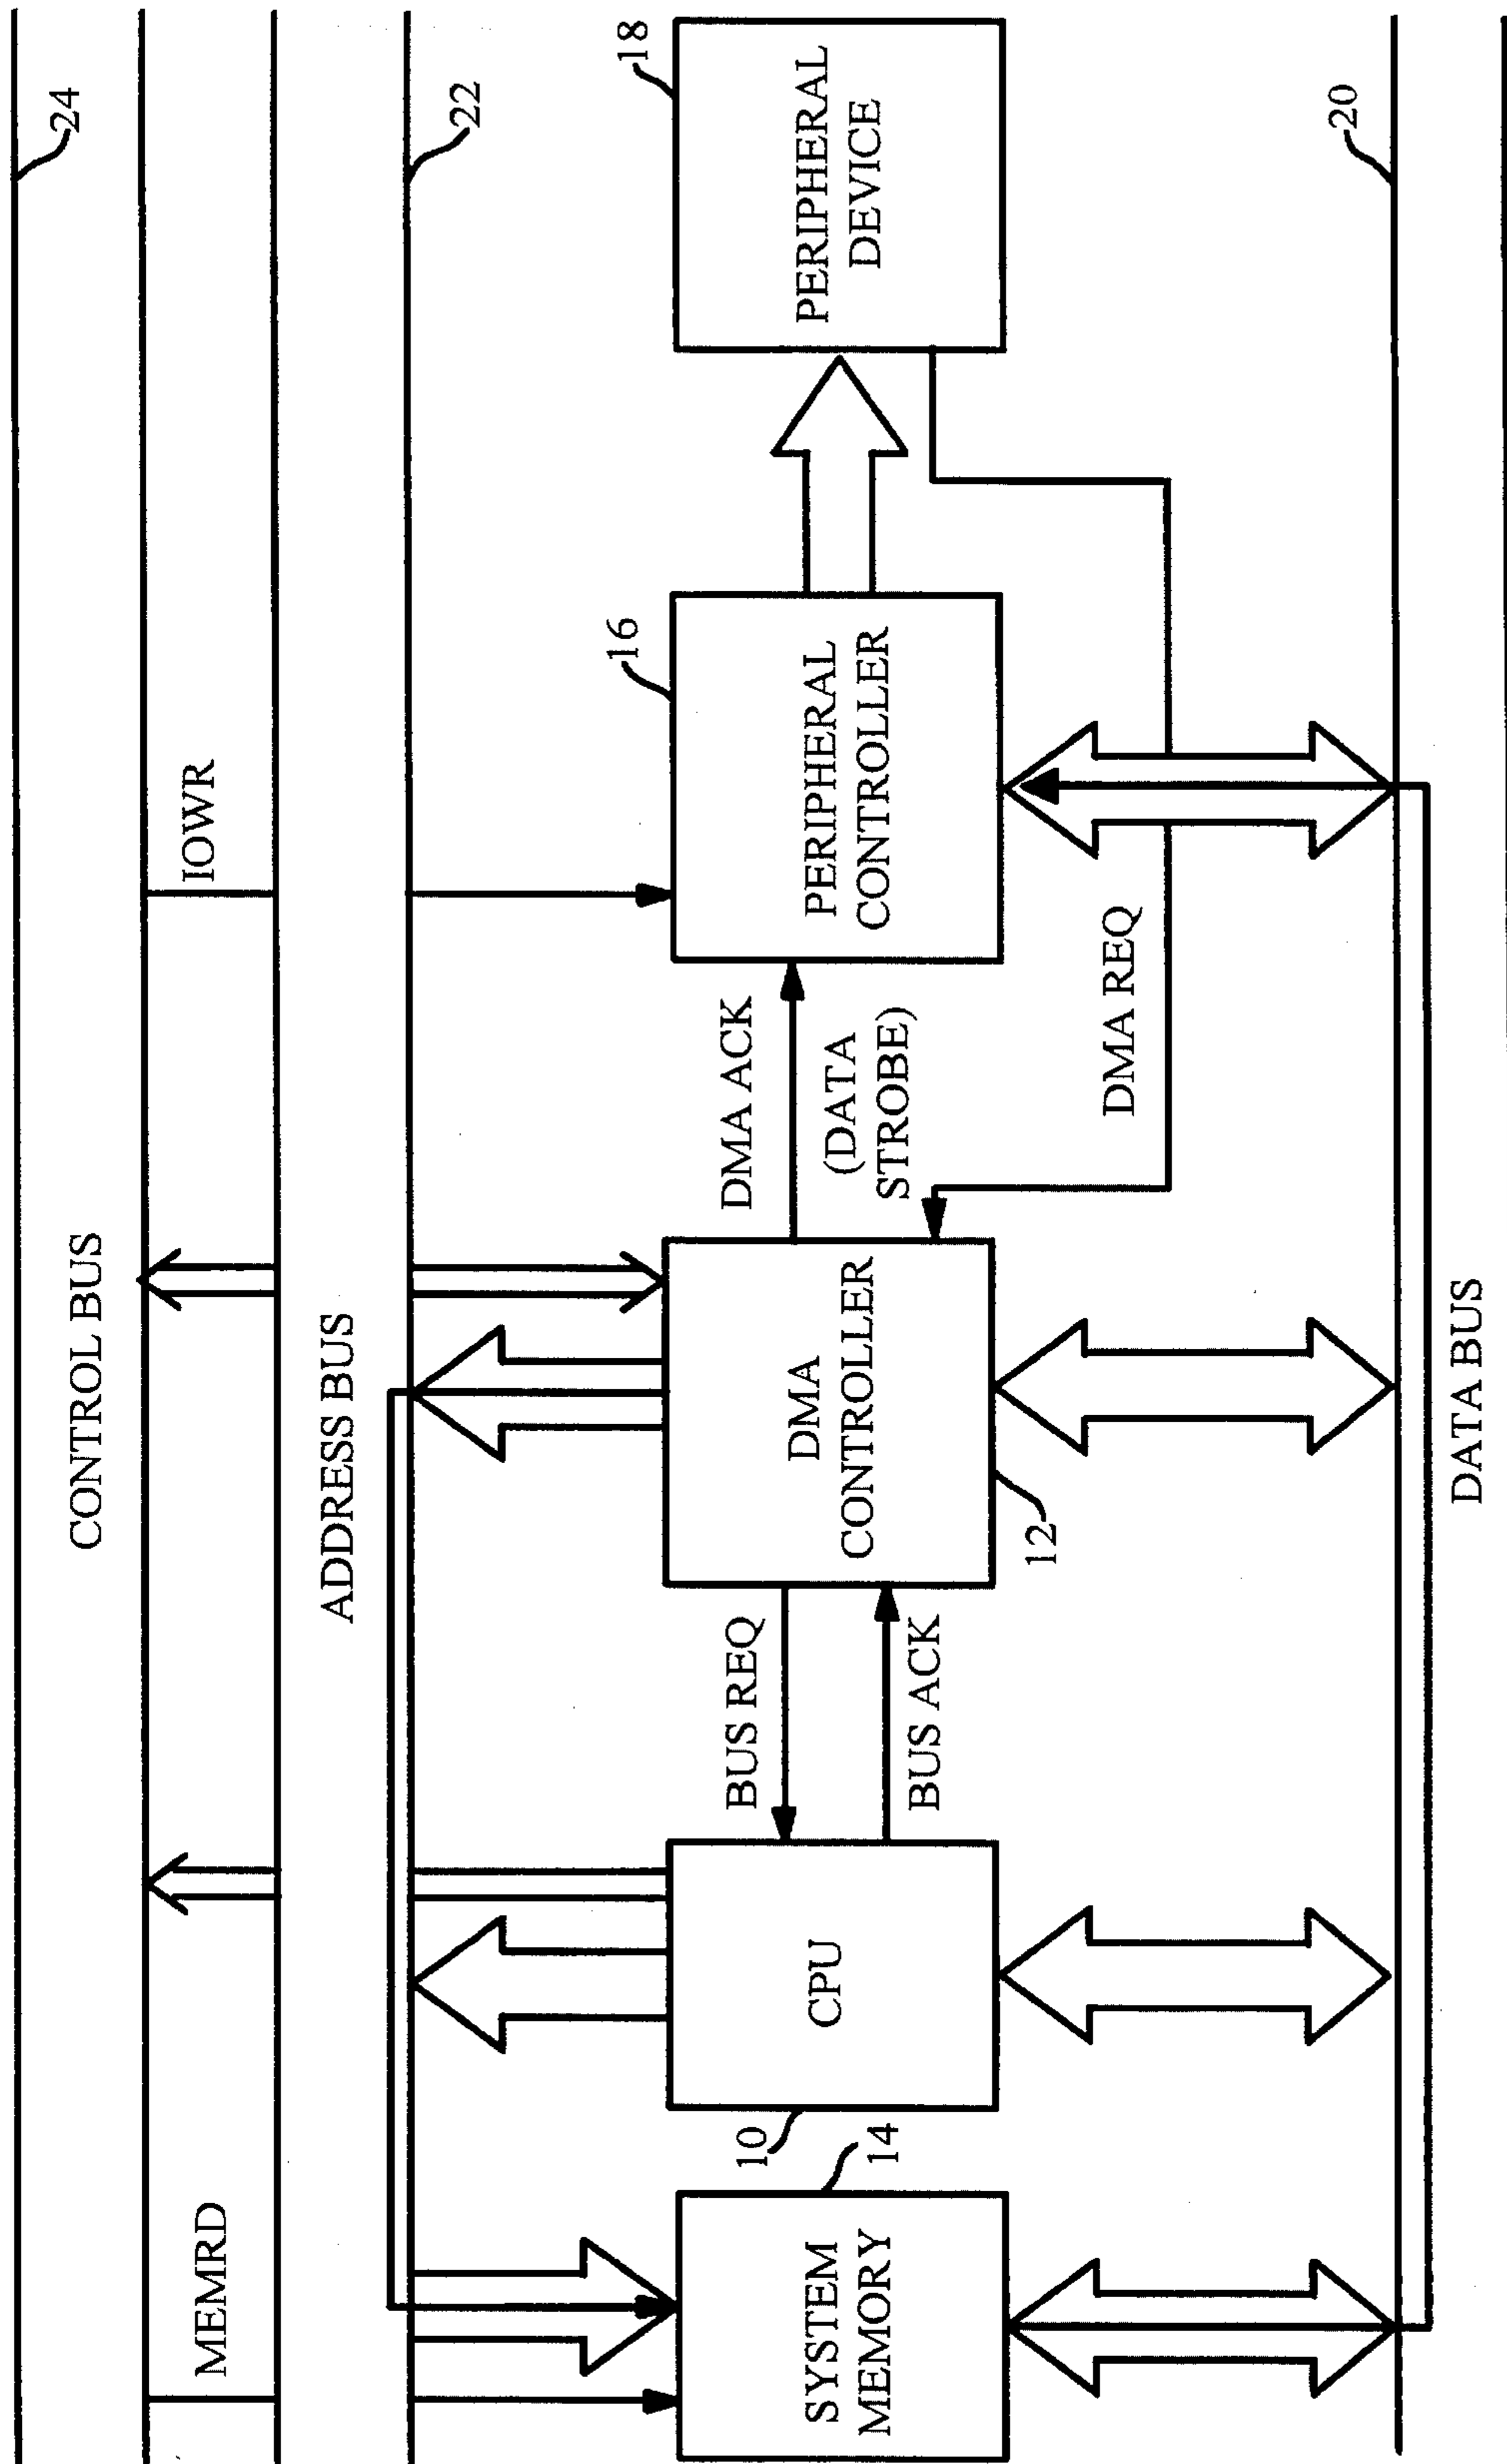 24
CONTROL BUS
MEMRD
IOWR
ADDRESS BUS
22
SYSTEM
MEMORY
14
CPU
10
BUS REQ
BUS ACK
DMA
CONTROLLER
12
DMA ACK
(DATA
STROBE)
DMA REQ
PERIPHERAL
CONTROLLER
16
PERIPHERAL
DEVICE
18
20
DATA BUS